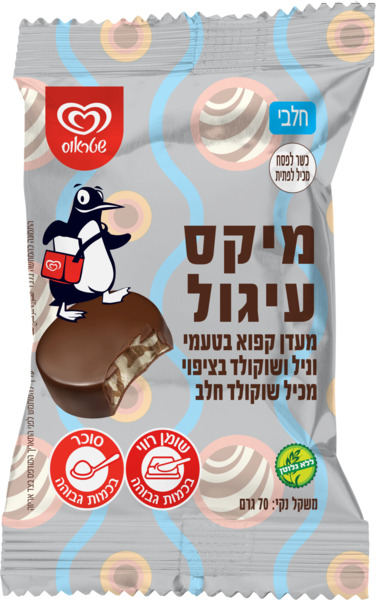 שטראוס
חלבי
כשר לפסח
מכיל לפתית
מיקס
עיגול
מעדן קפוא בטעמי
וניל ושוקולד בציפוי
מכיל שוקולד חלב
סוכר
בכמות גבוהה
שומן רווי
בכמות גבוהה
ללא גלוטן
משקל נקי: 70 גרם